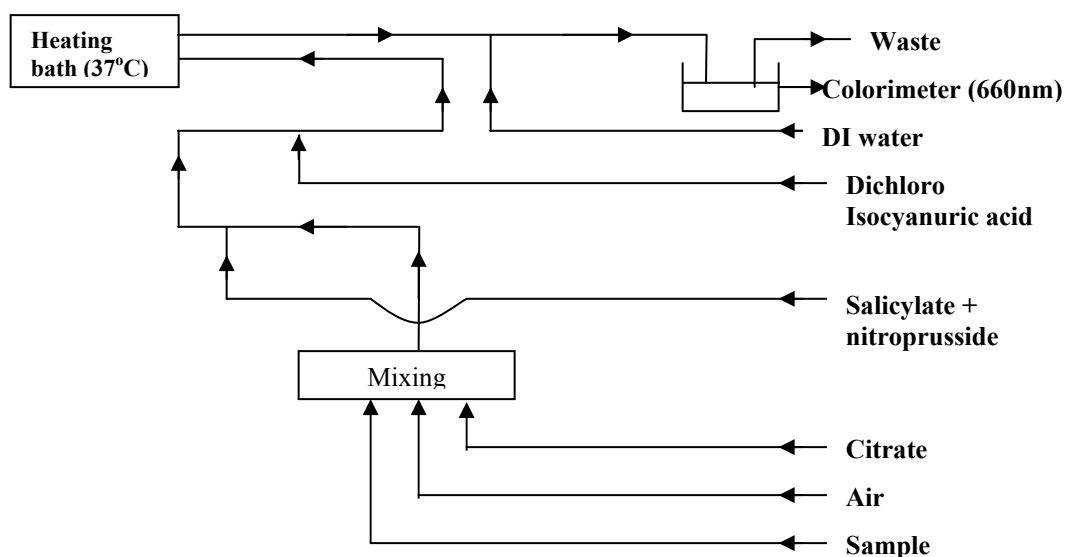 Heating
bath (37°C)
Waste
Colorimeter (660nm)
DI water
Dichloro
Isocyanuric acid
Salicylate +
nitroprusside
Mixing
Citrate
Air
Sample